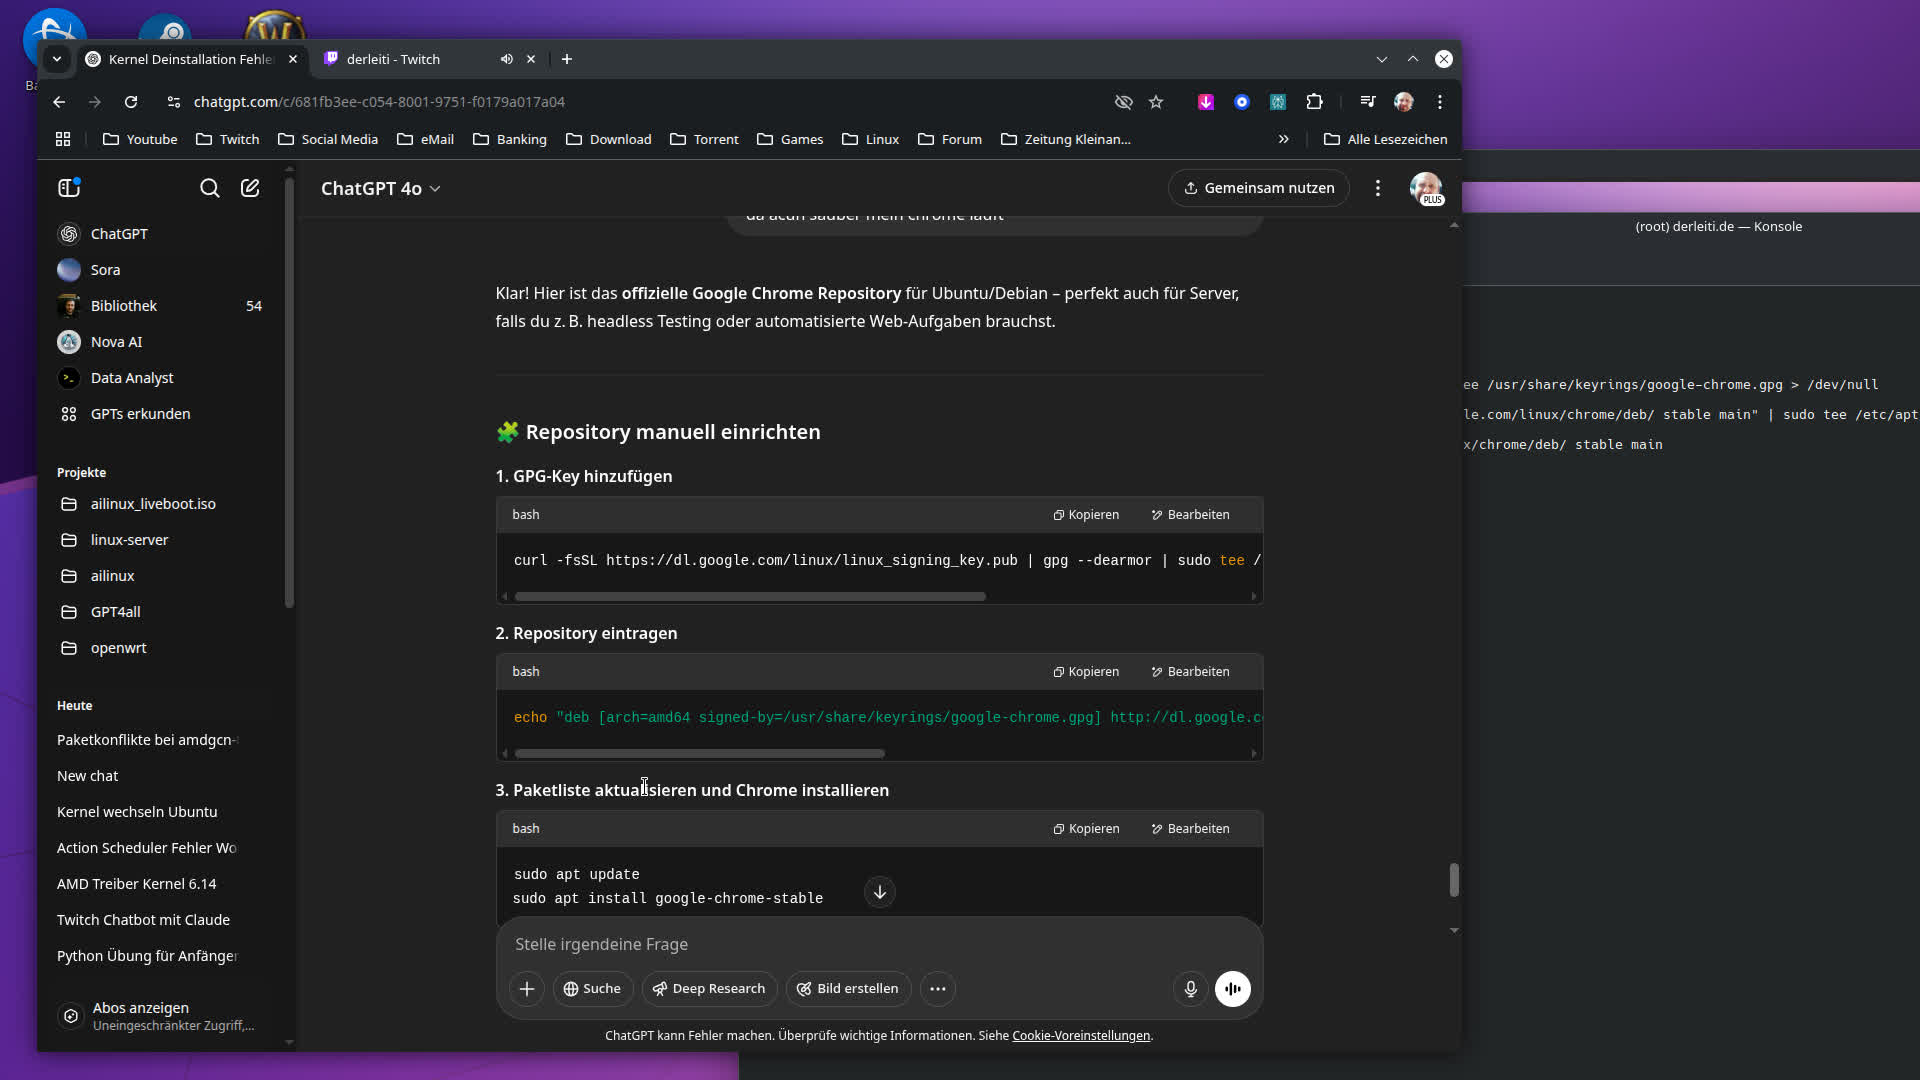 Kernel Deinstallation Fehle
derleiti - Twitch
chatgpt.com/c/681fb3ee-c054-8001-9751-f0179a017a04
Youtube
Twitch
Social Media
eMail
Banking
Download
Torrent
Games
Linux
Forum
Zeitung Kleinan...
Alle Lesezeichen
ChatGPT 4o
Gemeinsam nutzen
PLUS
ChatGPT
Sora
Bibliothek 54
Nova AI
Data Analyst
GPTs erkunden
Projekte
ailinux_liveboot.iso
linux-server
ailinux
GPT4all
openwrt
Heute
Paketkonflikte bei amdgcn-
New chat
Kernel wechseln Ubuntu
Action Scheduler Fehler Wo
AMD Treiber Kernel 6.14
Twitch Chatbot mit Claude
Python Übung für Anfänger
Abos anzeigen
Uneingeschränkter Zugriff,...
da acuh sauber mein chrome läuft
Klar! Hier ist das offizielle Google Chrome Repository für Ubuntu/Debian – perfekt auch für Server,
falls du z. B. headless Testing oder automatisierte Web-Aufgaben brauchst.
🧩 Repository manuell einrichten
1. GPG-Key hinzufügen
bash Kopieren Bearbeiten
curl -fsSL https://dl.google.com/linux/linux_signing_key.pub | gpg --dearmor | sudo tee /
2. Repository eintragen
bash Kopieren Bearbeiten
echo "deb [arch=amd64 signed-by=/usr/share/keyrings/google-chrome.gpg] http://dl.google.c
3. Paketliste aktualisieren und Chrome installieren
bash Kopieren Bearbeiten
sudo apt update
sudo apt install google-chrome-stable
Stelle irgendeine Frage
Suche
Deep Research
Bild erstellen
ChatGPT kann Fehler machen. Überprüfe wichtige Informationen. Siehe Cookie-Voreinstellungen.
(root) derleiti.de — Konsole
ee /usr/share/keyrings/google-chrome.gpg > /dev/null
le.com/linux/chrome/deb/ stable main" | sudo tee /etc/apt
x/chrome/deb/ stable main